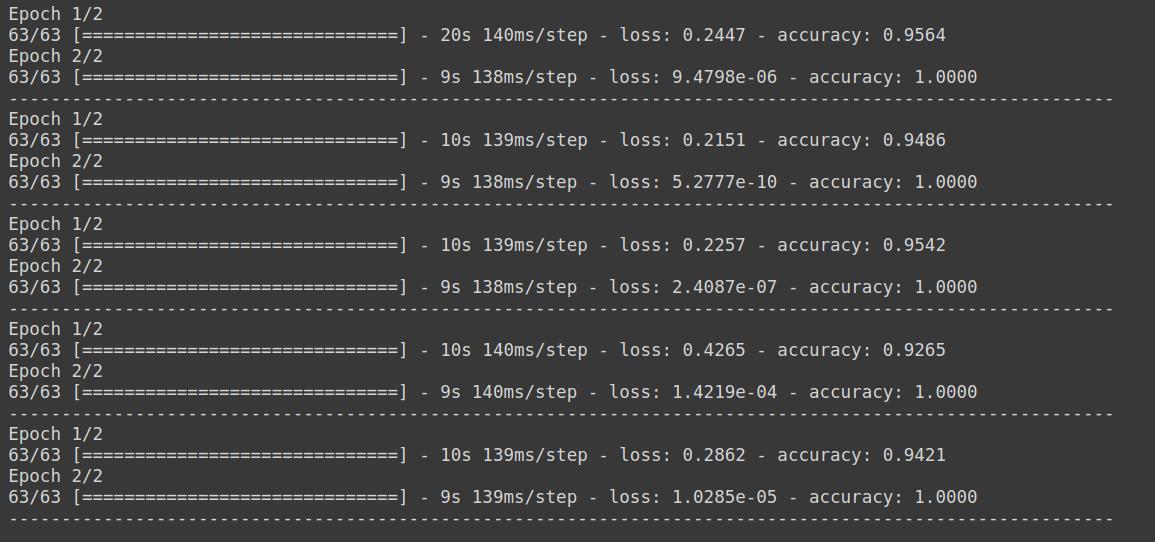 Epoch 1/2
63/63 [==============================] - 20s 140ms/step - loss: 0.2447 - accuracy: 0.9564
Epoch 2/2
63/63 [==============================] - 9s 138ms/step - loss: 9.4798e-06 - accuracy: 1.0000
---------------------------------------------------------------------------------------------------------
Epoch 1/2
63/63 [==============================] - 10s 139ms/step - loss: 0.2151 - accuracy: 0.9486
Epoch 2/2
63/63 [==============================] - 9s 138ms/step - loss: 5.2777e-10 - accuracy: 1.0000
---------------------------------------------------------------------------------------------------------
Epoch 1/2
63/63 [==============================] - 10s 139ms/step - loss: 0.2257 - accuracy: 0.9542
Epoch 2/2
63/63 [==============================] - 9s 138ms/step - loss: 2.4087e-07 - accuracy: 1.0000
---------------------------------------------------------------------------------------------------------
Epoch 1/2
63/63 [==============================] - 10s 140ms/step - loss: 0.4265 - accuracy: 0.9265
Epoch 2/2
63/63 [==============================] - 9s 140ms/step - loss: 1.4219e-04 - accuracy: 1.0000
---------------------------------------------------------------------------------------------------------
Epoch 1/2
63/63 [==============================] - 10s 139ms/step - loss: 0.2862 - accuracy: 0.9421
Epoch 2/2
63/63 [==============================] - 9s 139ms/step - loss: 1.0285e-05 - accuracy: 1.0000
---------------------------------------------------------------------------------------------------------